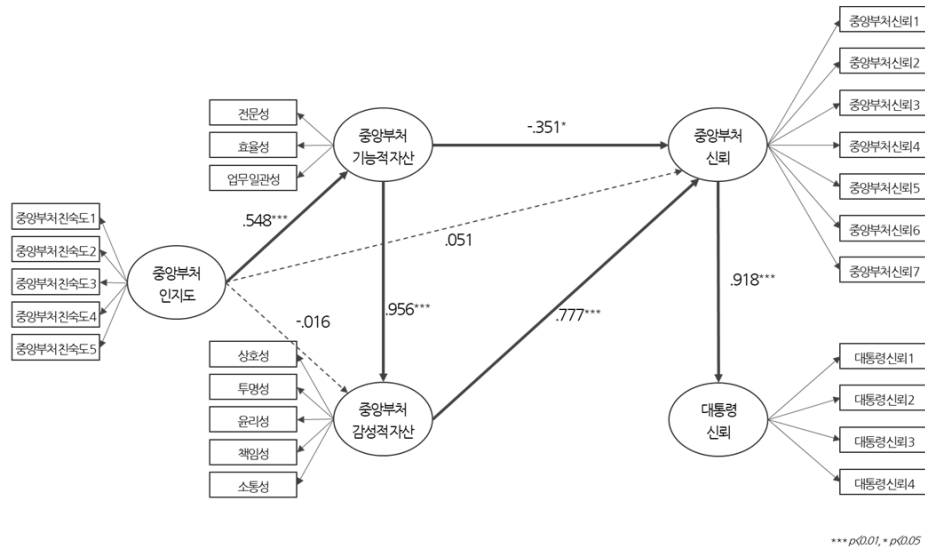 중앙부처신뢰1
중앙부처신뢰2
중앙부처신뢰3
중앙부처신뢰4
중앙부처신뢰5
중앙부처신뢰6
중앙부처신뢰7
전문성
효율성
업무일관성
중앙부처
기능적자산
-.351*
중앙부처
신뢰
.548***
.051
중앙부처친숙도1
중앙부처친숙도2
중앙부처친숙도3
중앙부처친숙도4
중앙부처친숙도5
중앙부처
인지도
-.016
.956***
.777***
.918***
상호성
투명성
윤리성
책임성
소통성
중앙부처
감성적자산
대통령
신뢰
대통령신뢰1
대통령신뢰2
대통령신뢰3
대통령신뢰4
*** p<0.01, * p<0.05